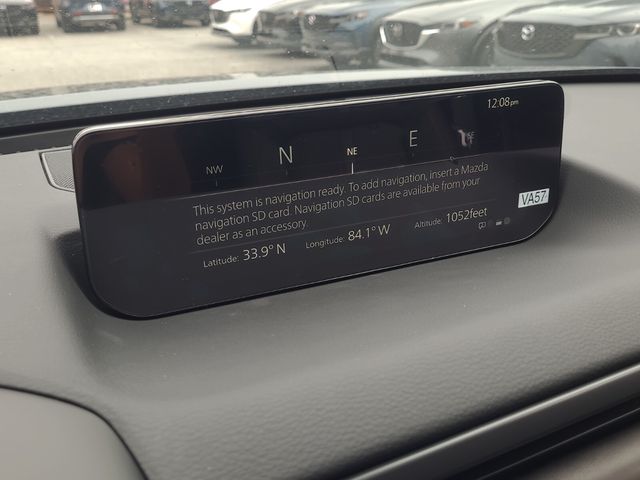 12:08pm
NW N NE E SE
This system is navigation ready. To add navigation, insert a Mazda
navigation SD card. Navigation SD cards are available from your
dealer as an accessory.
VA57
Latitude: 33.9° N Longitude: 84.1° W Altitude: 1052feet